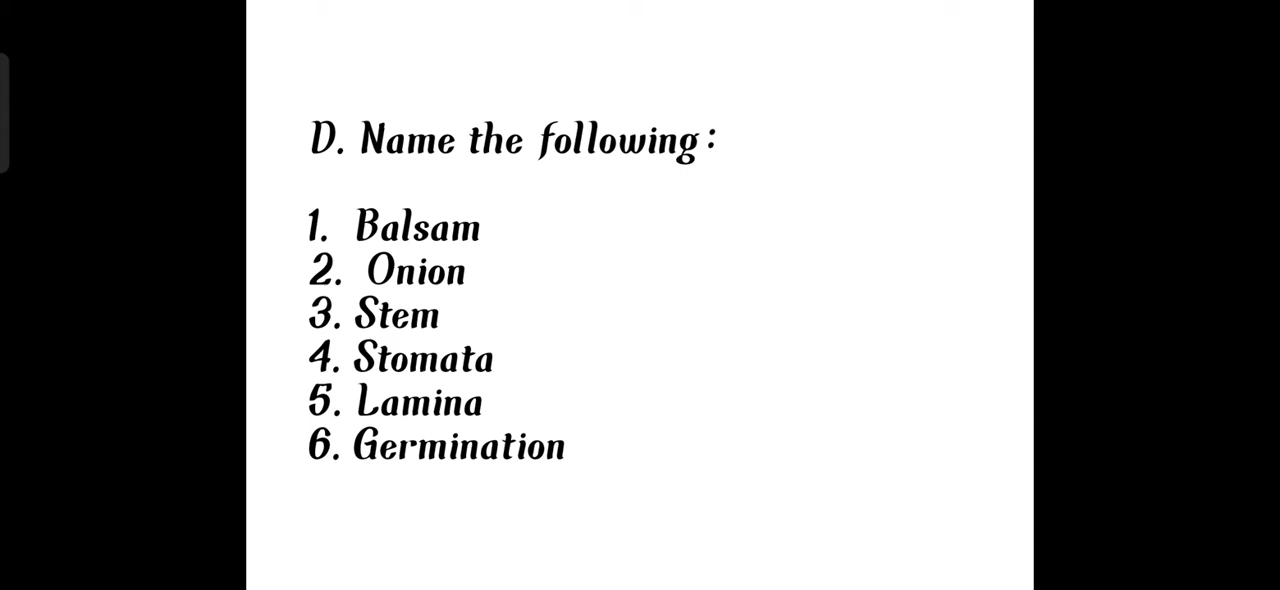 D. Name the following:
1. Balsam
2. Onion
3. Stem
4. Stomata
5. Lamina
6. Germination